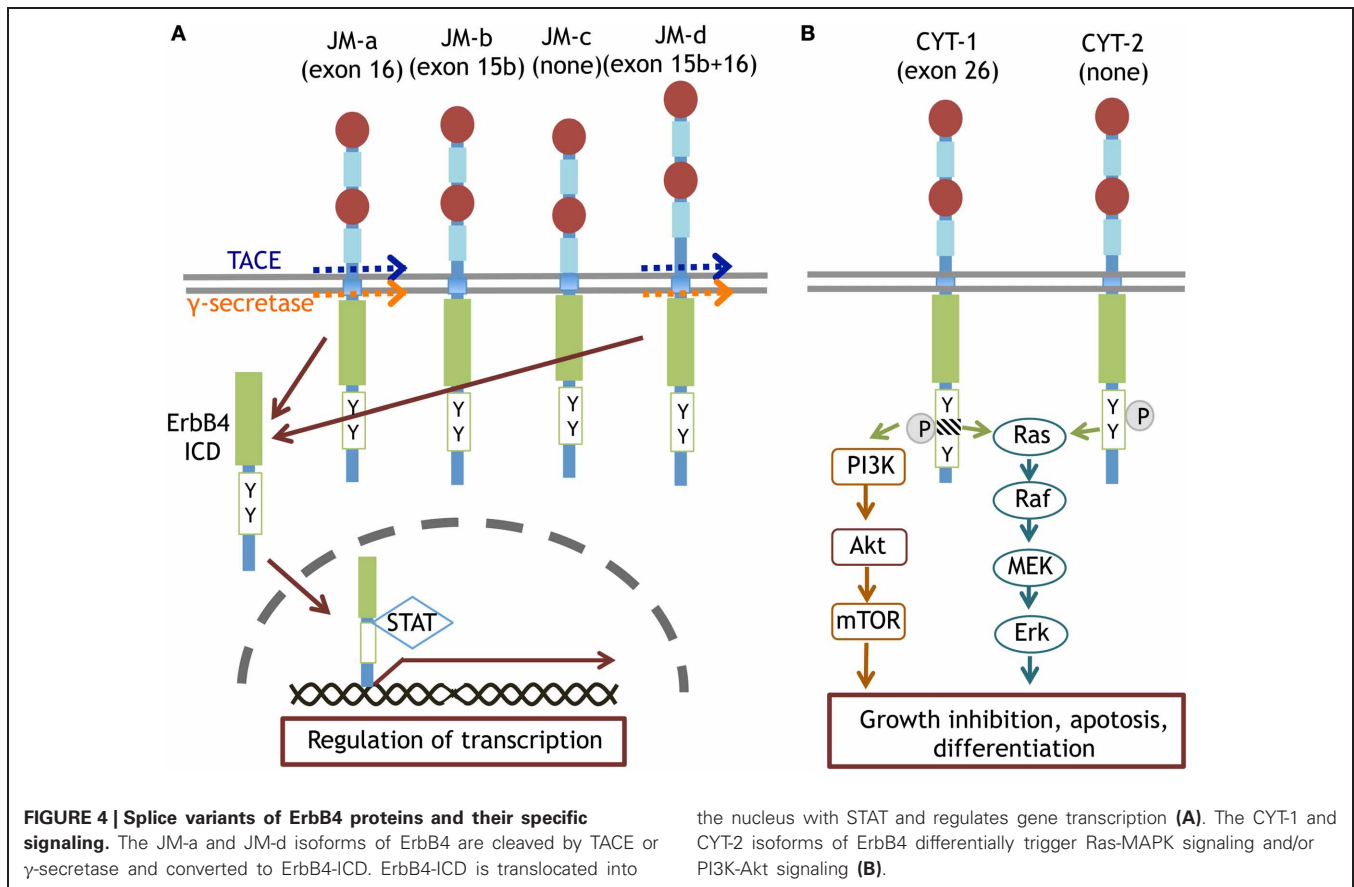 A
JM-a
(exon 16)
JM-b
(exon 15b)
JM-c
(none)
JM-d
(exon 15b+16)
TACE
γ-secretase
ErbB4
ICD
Y
Y
Y
Y
Y
Y
Y
Y
Y
Y
STAT
Regulation of transcription
B
CYT-1
(exon 26)
CYT-2
(none)
P
Y
Y
Y
Y
P
PI3K
Akt
mTOR
Ras
Raf
MEK
Erk
Growth inhibition, apotosis,
differentiation
FIGURE 4 | Splice variants of ErbB4 proteins and their specific
signaling. The JM-a and JM-d isoforms of ErbB4 are cleaved by TACE or
γ-secretase and converted to ErbB4-ICD. ErbB4-ICD is translocated into
the nucleus with STAT and regulates gene transcription (A). The CYT-1 and
CYT-2 isoforms of ErbB4 differentially trigger Ras-MAPK signaling and/or
PI3K-Akt signaling (B).